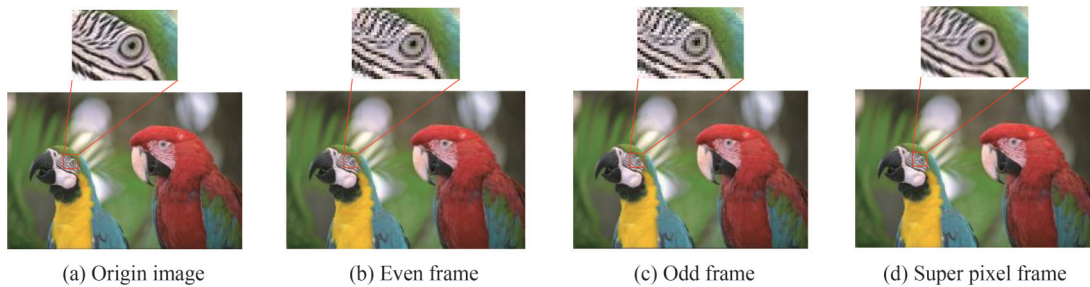 (a) Origin image
(b) Even frame
(c) Odd frame
(d) Super pixel frame